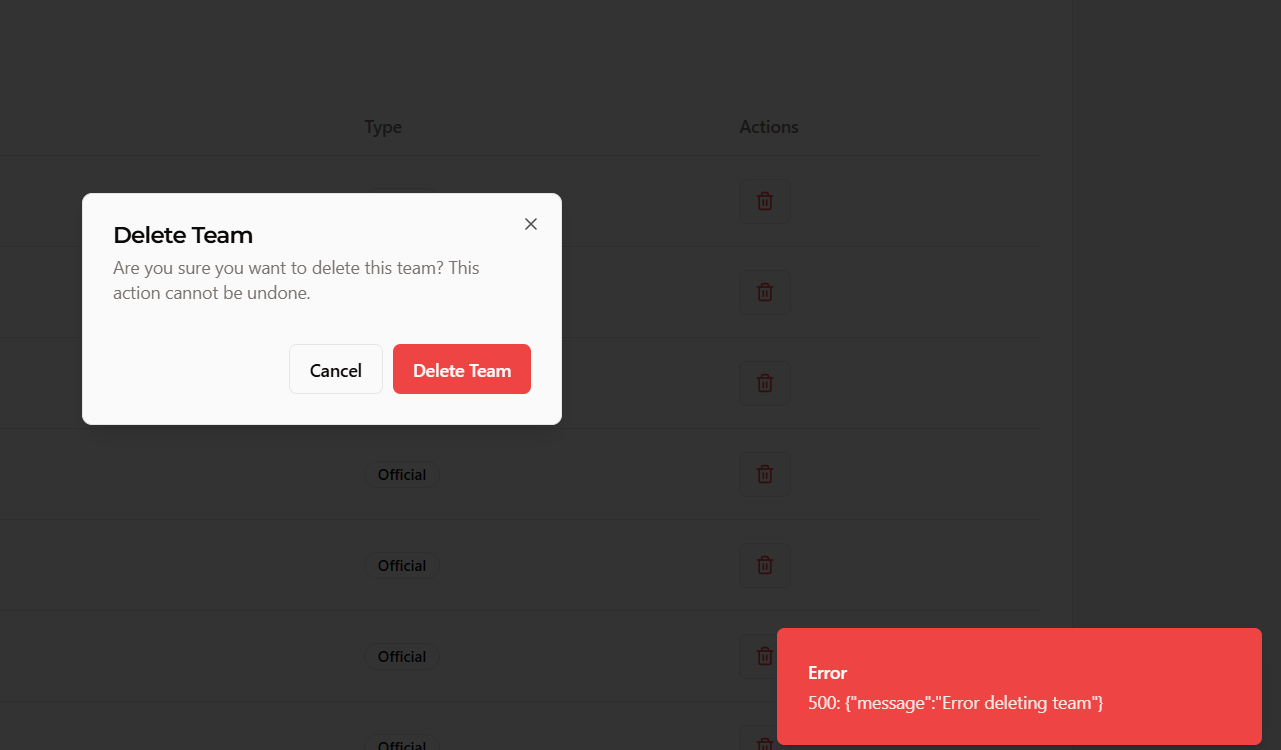 Type
Actions
Delete Team
Are you sure you want to delete this team? This
action cannot be undone.
Cancel
Delete Team
Official
Official
Official
Error
500: {"message":"Error deleting team"}
Official